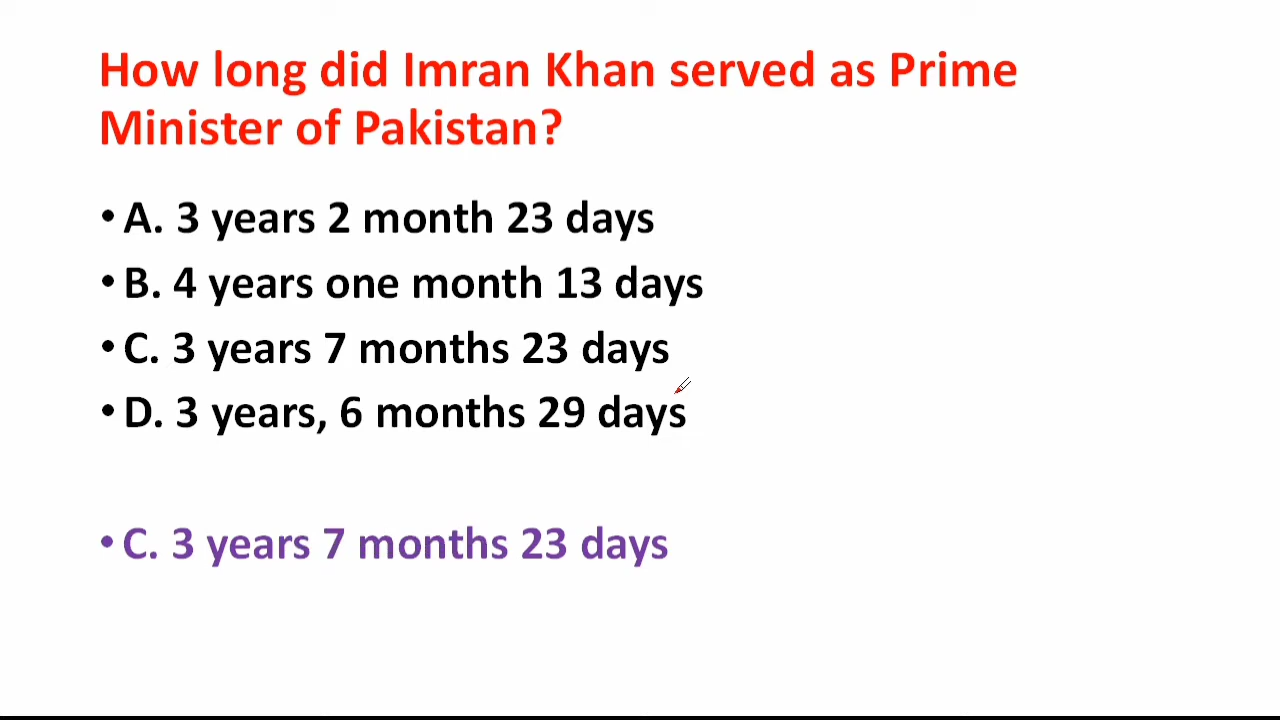 How long did Imran Khan served as Prime
Minister of Pakistan?
• A. 3 years 2 month 23 days
• B. 4 years one month 13 days
• C. 3 years 7 months 23 days
• D. 3 years, 6 months 29 days
• C. 3 years 7 months 23 days